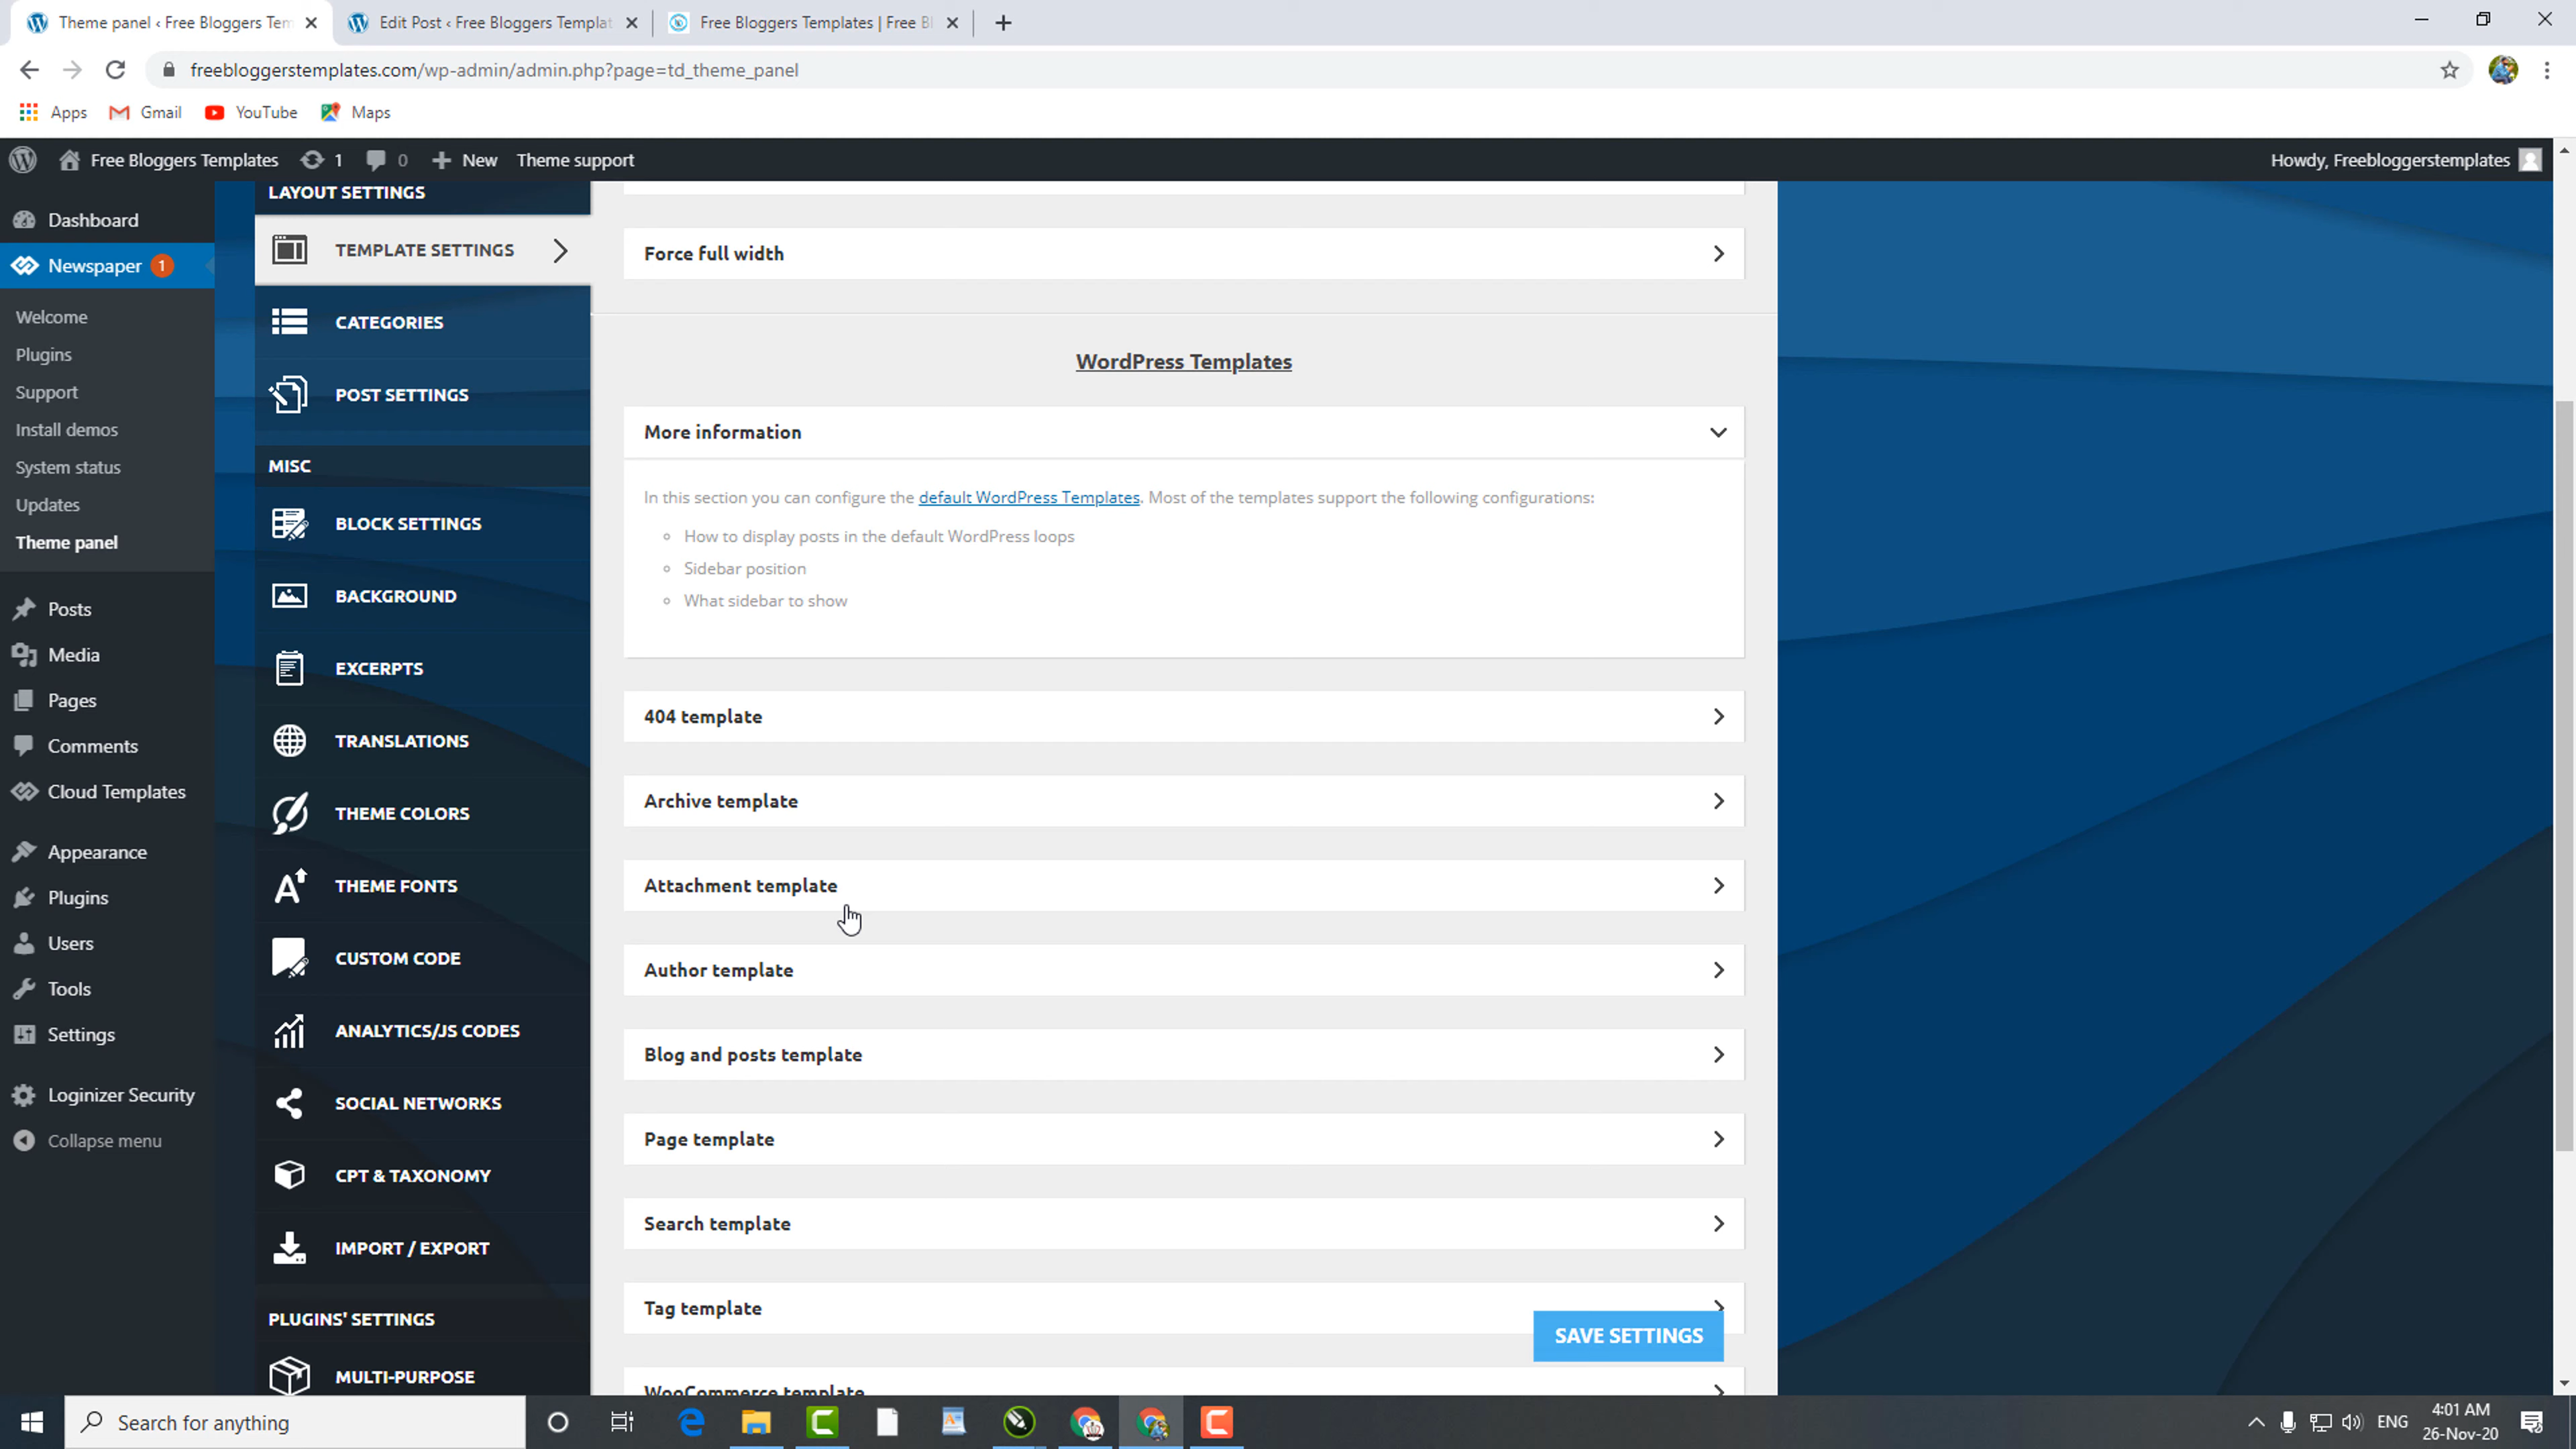 Theme panel ‹ Free Bloggers Tem
Edit Post ‹ Free Bloggers Templat
Free Bloggers Templates | Free Bl
freebloggerstemplates.com/wp-admin/admin.php?page=td_theme_panel
Apps
Gmail
YouTube
Maps
Free Bloggers Templates
1
0
New
Theme support
Howdy, Freebloggerstemplates
Dashboard
Newspaper 1
Welcome
Plugins
Support
Install demos
System status
Updates
Theme panel
Posts
Media
Pages
Comments
Cloud Templates
Appearance
Plugins
Users
Tools
Settings
Loginizer Security
Collapse menu
LAYOUT SETTINGS
TEMPLATE SETTINGS
CATEGORIES
POST SETTINGS
MISC
BLOCK SETTINGS
BACKGROUND
EXCERPTS
TRANSLATIONS
THEME COLORS
THEME FONTS
CUSTOM CODE
ANALYTICS/JS CODES
SOCIAL NETWORKS
CPT & TAXONOMY
IMPORT / EXPORT
PLUGINS' SETTINGS
MULTI-PURPOSE
Force full width
WordPress Templates
More information
In this section you can configure the default WordPress Templates. Most of the templates support the following configurations:
How to display posts in the default WordPress loops
Sidebar position
What sidebar to show
404 template
Archive template
Attachment template
Author template
Blog and posts template
Page template
Search template
Tag template
SAVE SETTINGS
WooCommerce template
Search for anything
ENG
4:01 AM
26-Nov-20